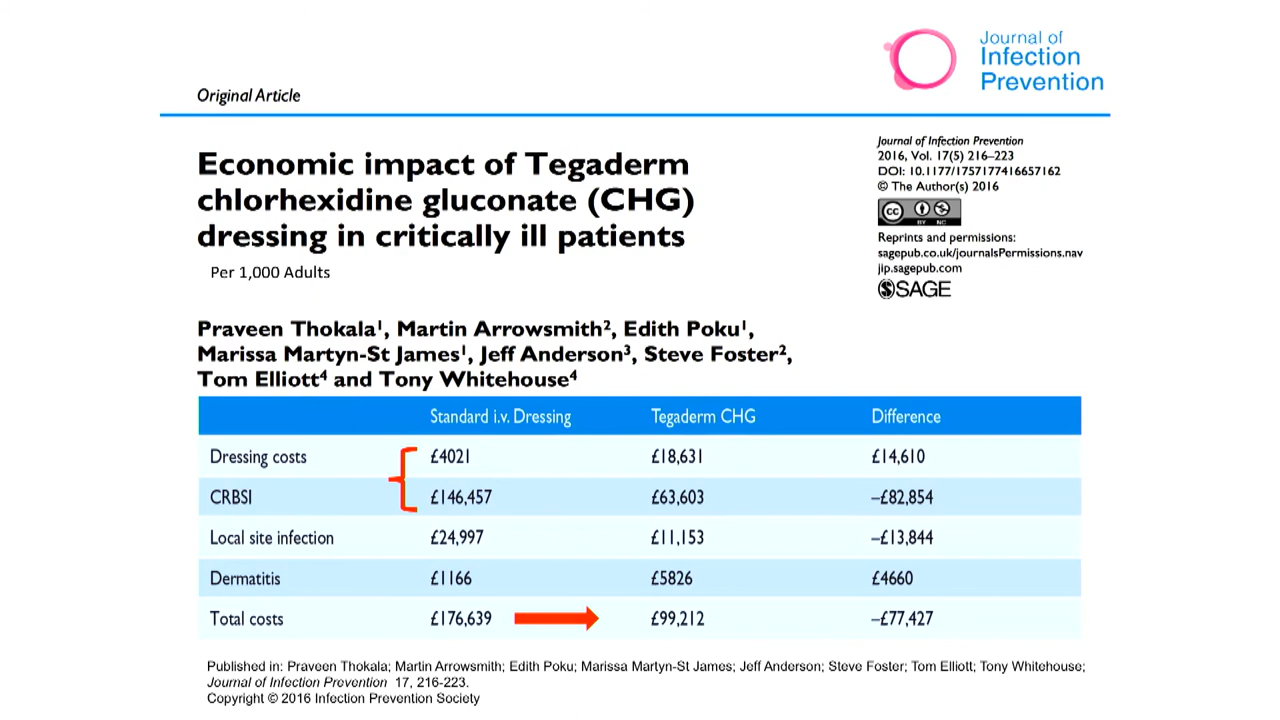 Journal of
Infection
Prevention
Original Article
Economic impact of Tegaderm
chlorhexidine gluconate (CHG)
dressing in critically ill patients
Per 1,000 Adults
Journal of Infection Prevention
2016, Vol. 17(5) 216–223
DOI: 10.1177/1757177416657162
© The Author(s) 2016
cc BY NC
Reprints and permissions:
sagepub.co.uk/journalsPermissions.nav
jip.sagepub.com
SAGE
Praveen Thokala¹, Martin Arrowsmith², Edith Poku¹,
Marissa Martyn-St James¹, Jeff Anderson³, Steve Foster²,
Tom Elliott⁴ and Tony Whitehouse⁴
Standard i.v. Dressing Tegaderm CHG Difference
Dressing costs £4021 £18,631 £14,610
CRBSI £146,457 £63,603 –£82,854
Local site infection £24,997 £11,153 –£13,844
Dermatitis £1166 £5826 £4660
Total costs £176,639 £99,212 –£77,427
Published in: Praveen Thokala; Martin Arrowsmith; Edith Poku; Marissa Martyn-St James; Jeff Anderson; Steve Foster; Tom Elliott; Tony Whitehouse;
Journal of Infection Prevention 17, 216-223.
Copyright © 2016 Infection Prevention Society